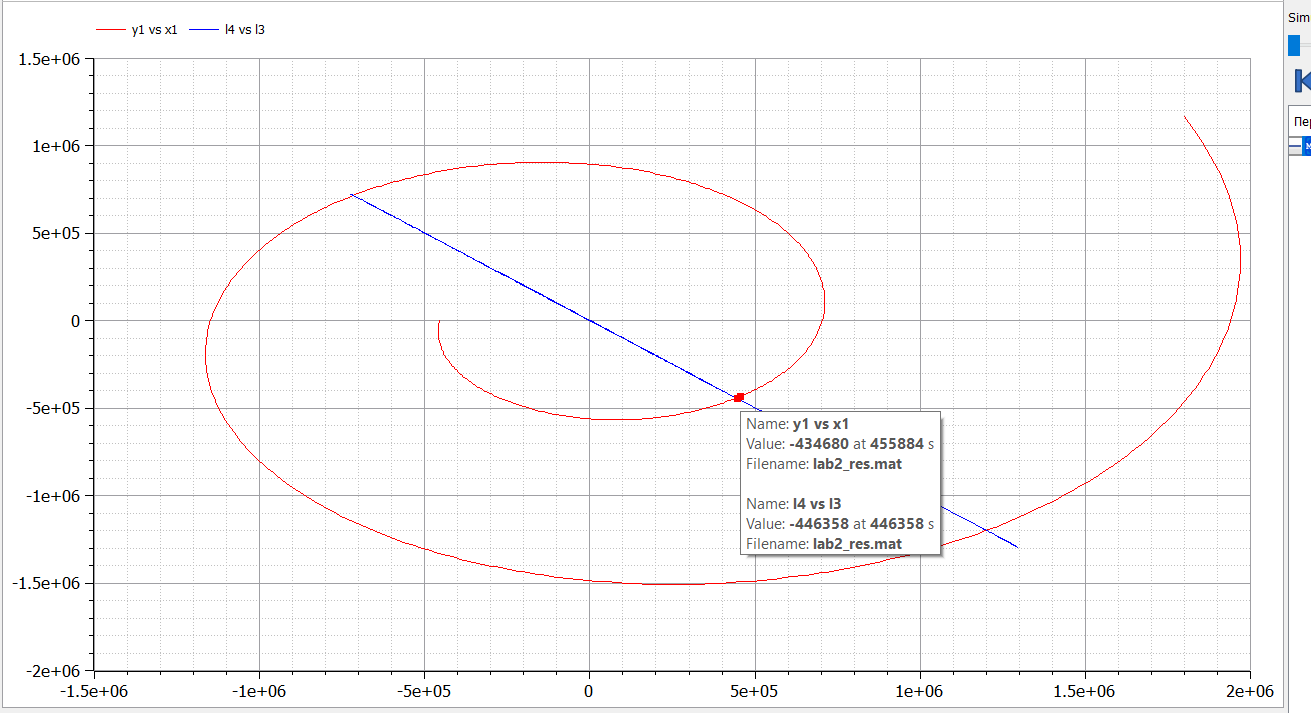 y1 vs x1 l4 vs l3
Sim
1.5e+06
1e+06
5e+05
0
-5e+05
-1e+06
-1.5e+06
-2e+06
Пер
Name: y1 vs x1
Value: -434680 at 455884 s
Filename: lab2_res.mat
Name: l4 vs l3
Value: -446358 at 446358 s
Filename: lab2_res.mat
-1.5e+06 -1e+06 -5e+05 0 5e+05 1e+06 1.5e+06 2e+06